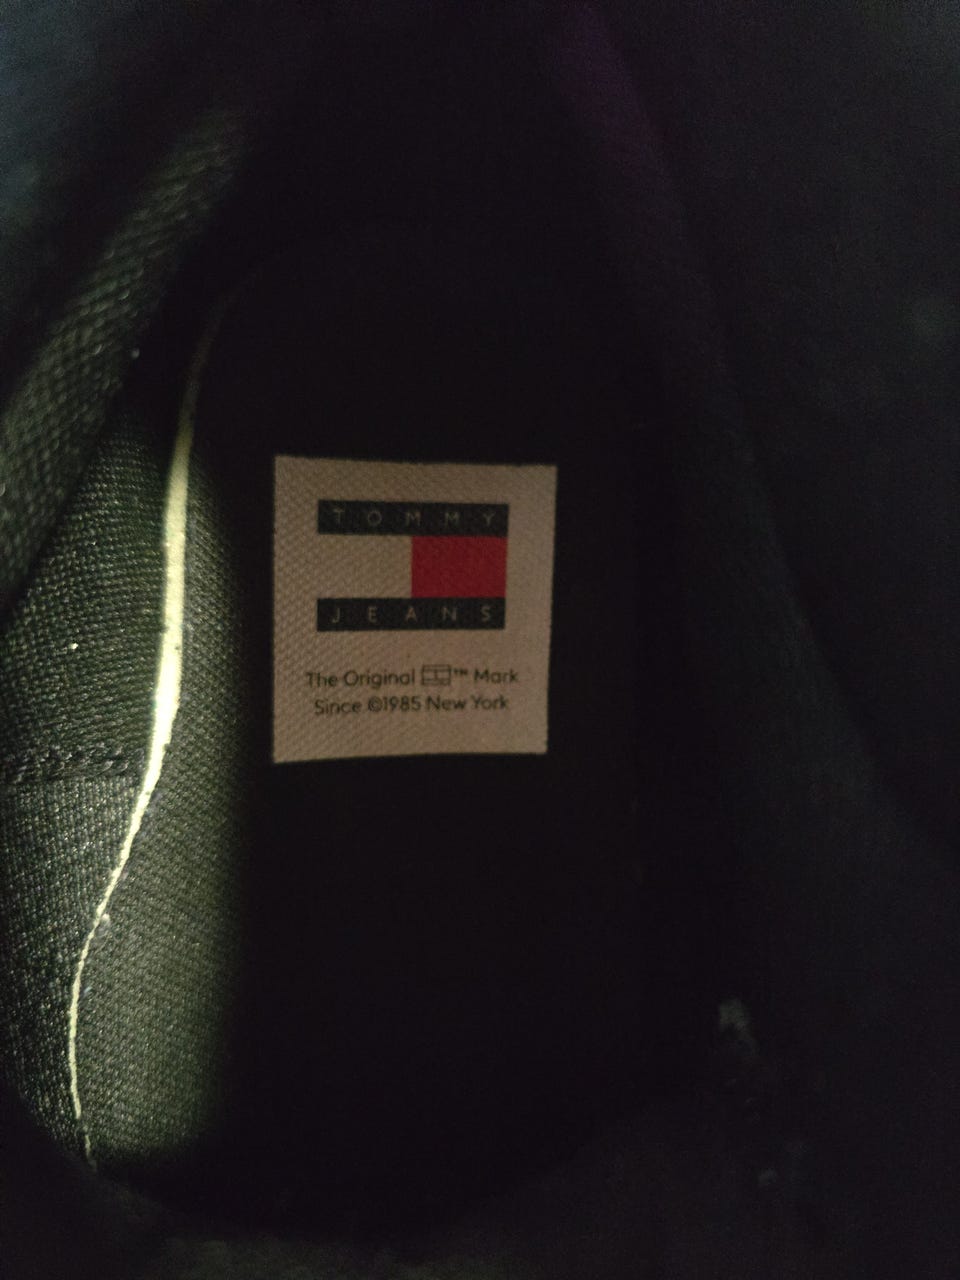 TOMMY
JEANS
The Original ™ Mark
Since ©1985 New York